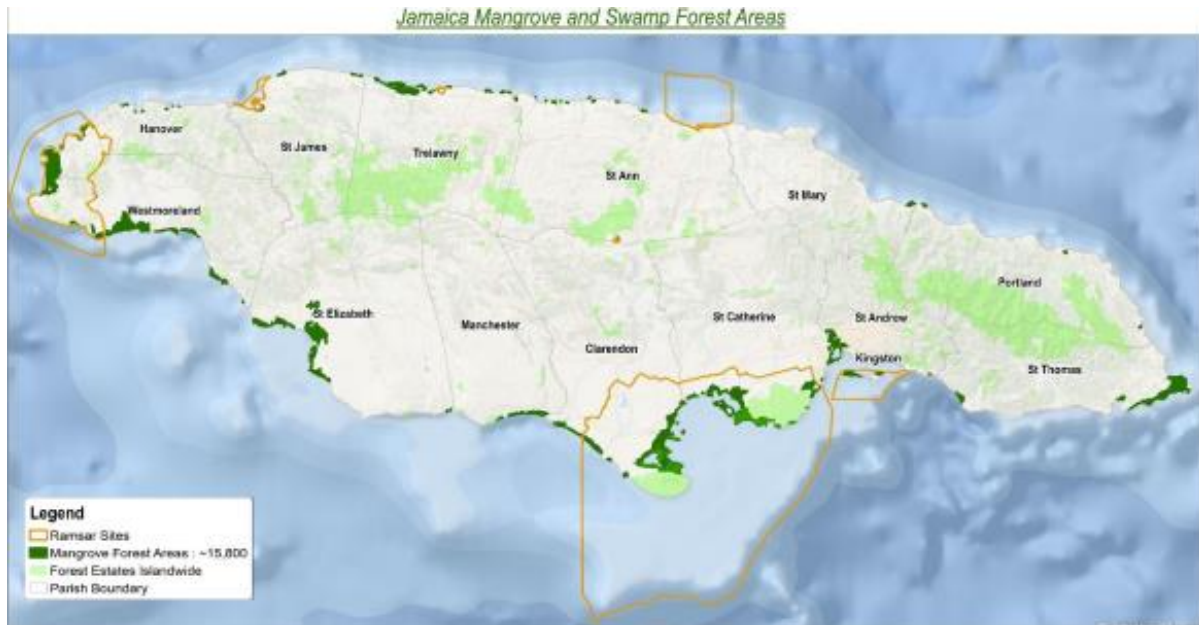 Jamaica Mangrove and Swamp Forest Areas
Hanover
St James
Trelawny
St Ann
St Mary
Westmoreland
Portland
St Elizabeth
Manchester
St Catherine
St Androw
Clarendon
Kingston
St Thomas
Legend
Ramsar Sites
Mangrove Forest Areas : ~15,800
Forest Estates Islandwide
Parish Boundary